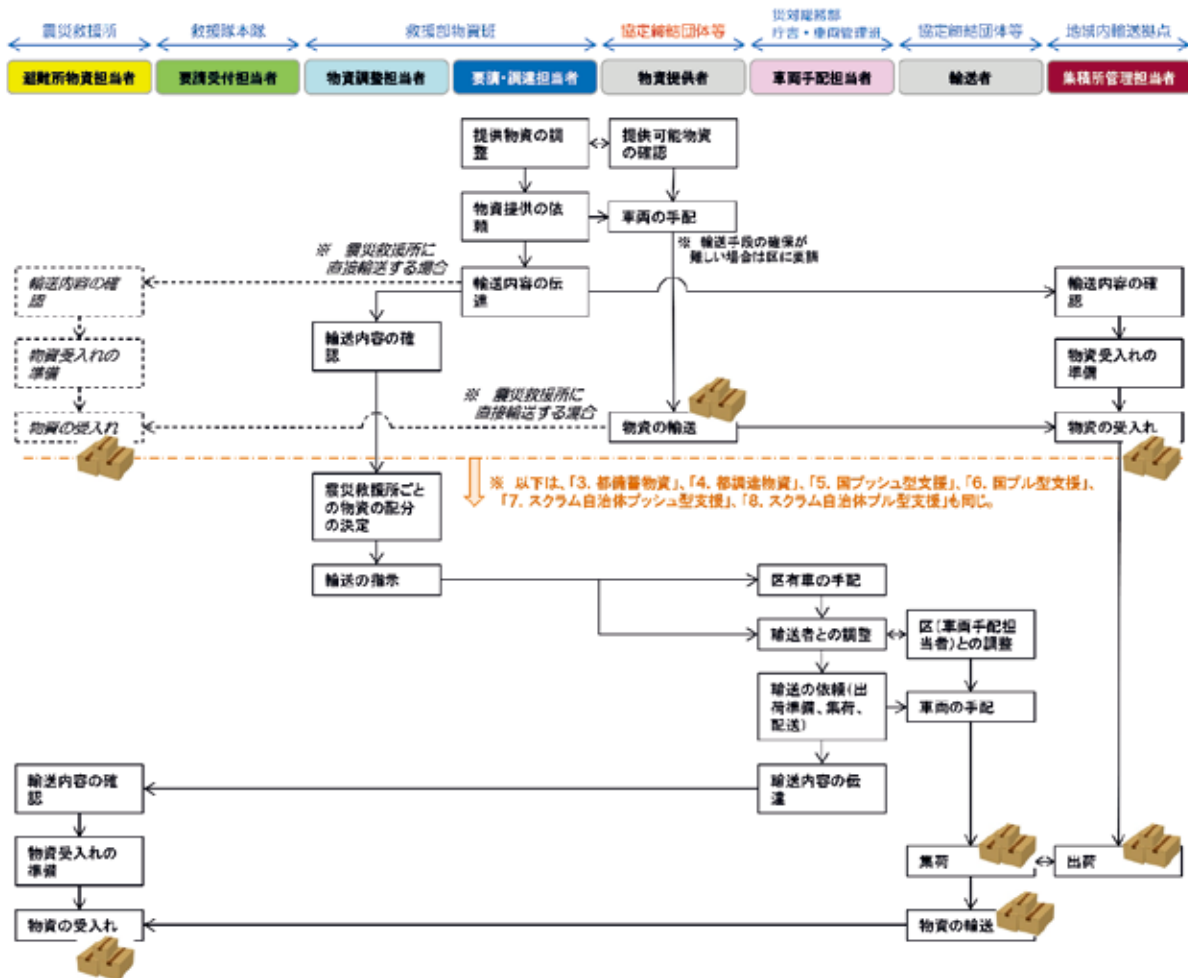 震災救援所
救援隊本隊
救援部物資班
協定締結団体等
災対総務部
庁舎・車両管理班
協定締結団体等
地域内輸送拠点
避難所物資担当者
要請受付担当者
物資調整担当者
要請・調達担当者
物資提供者
車両手配担当者
輸送者
集積所管理担当者
提供物資の調
整
提供可能物資
の確認
物資提供の依
頼
車両の手配
※ 輸送手段の確保が
難しい場合は区に要請
※ 震災救援所に
直接輸送する場合
輸送内容の確
認
輸送内容の伝
達
輸送内容の確
認
輸送内容の確
認
物資受入れの
準備
物資受入れの
準備
※ 震災救援所に
直接輸送する場合
物資の受入れ
物資の輸送
物資の受入れ
※ 以下は、「3. 都備蓄物資」、「4. 都調達物資」、「5. 国プッシュ型支援」、「6. 国プル型支援」、
「7. スクラム自治体プッシュ型支援」、「8. スクラム自治体プル型支援」も同じ。
震災救援所ごと
の物資の配分
の決定
輸送の指示
区有車の手配
輸送者との調整
区(車両手配担
当者)との調整
輸送の依頼(出
荷準備、集荷、
配送)
車両の手配
輸送内容の確
認
輸送内容の伝
達
物資受入れの
準備
集荷
出荷
物資の受入れ
物資の輸送